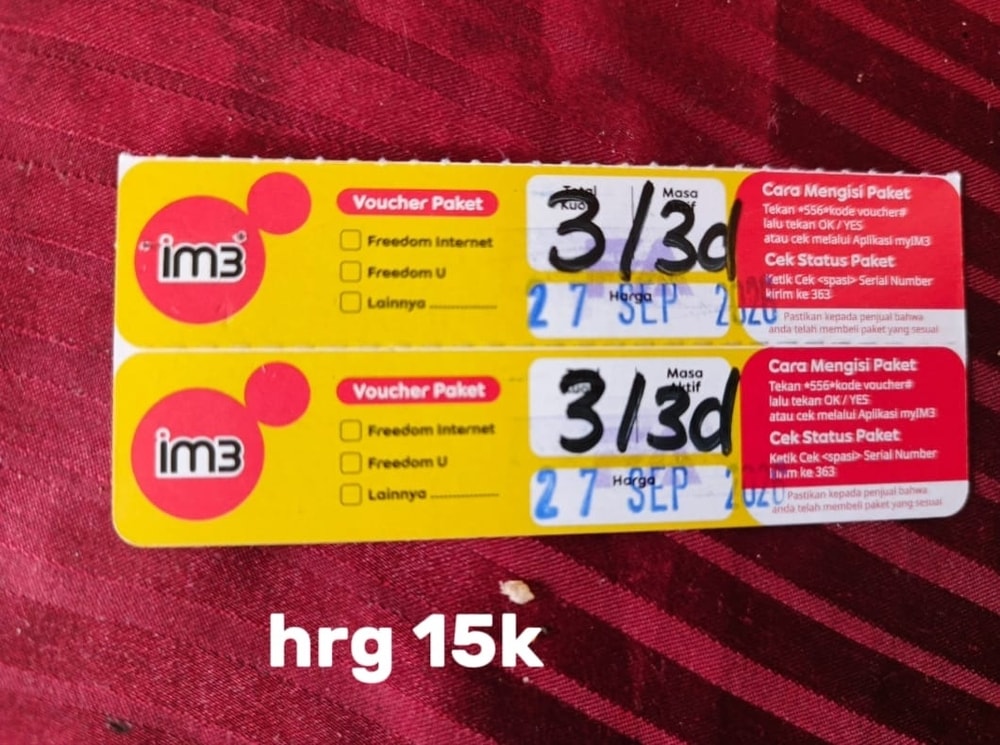 im3
Voucher Paket
Freedom Internet
Freedom U
Lainnya
Total Masa
3/3d
Harga
27 SEP
Cara Mengisi Paket
Tekan *556*kode voucher#
lalu tekan OK / YES
atau cek melalui Aplikasi myIM3
Cek Status Paket
Ketik Cek <spasi> Serial Number
kirim ke 363
Pastikan kepada penjual bahwa
anda telah membeli paket yang sesuai
im3
Voucher Paket
Freedom Internet
Freedom U
Lainnya
Masa
3/3d
Harga
27 SEP
Cara Mengisi Paket
Tekan *556*kode voucher#
lalu tekan OK / YES
atau cek melalui Aplikasi myIM3
Cek Status Paket
Ketik Cek <spasi> Serial Number
kirim ke 363
Pastikan kepada penjual bahwa
anda telah membeli paket yang sesuai
hrg 15k